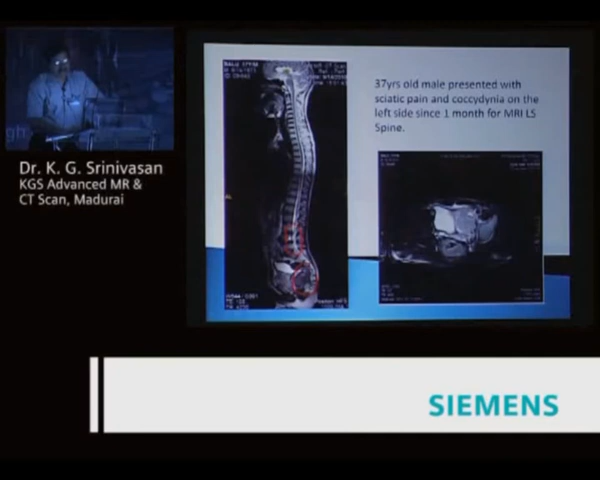 Dr. K. G. Srinivasan
KGS Advanced MR &
CT Scan, Madurai
37yrs old male presented with
sciatic pain and coccydynia on the
left side since 1 month for MRI LS
Spine.
SIEMENS